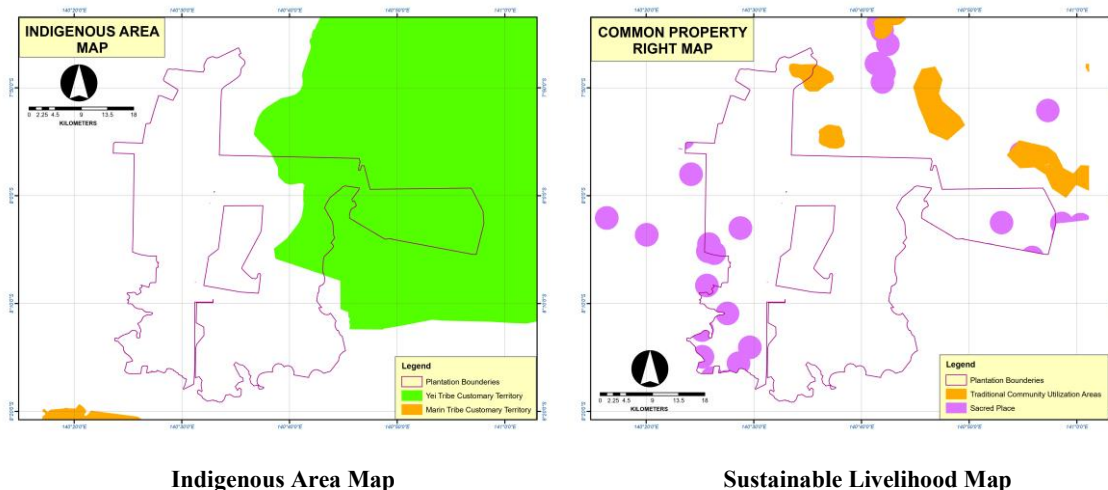 INDIGENOUS AREA
MAP
0 2.25 4.5 9 13.5 18
KILOMETERS
Legend
Plantation Bounderies
Yei Tribe Customary Territory
Marin Tribe Customary Territory
Indigenous Area Map
COMMON PROPERTY
RIGHT MAP
0 2.25 4.5 9 13.5 18
KILOMETERS
Legend
Plantation Bounderies
Traditional Community Utilization Areas
Sacred Place
Sustainable Livelihood Map